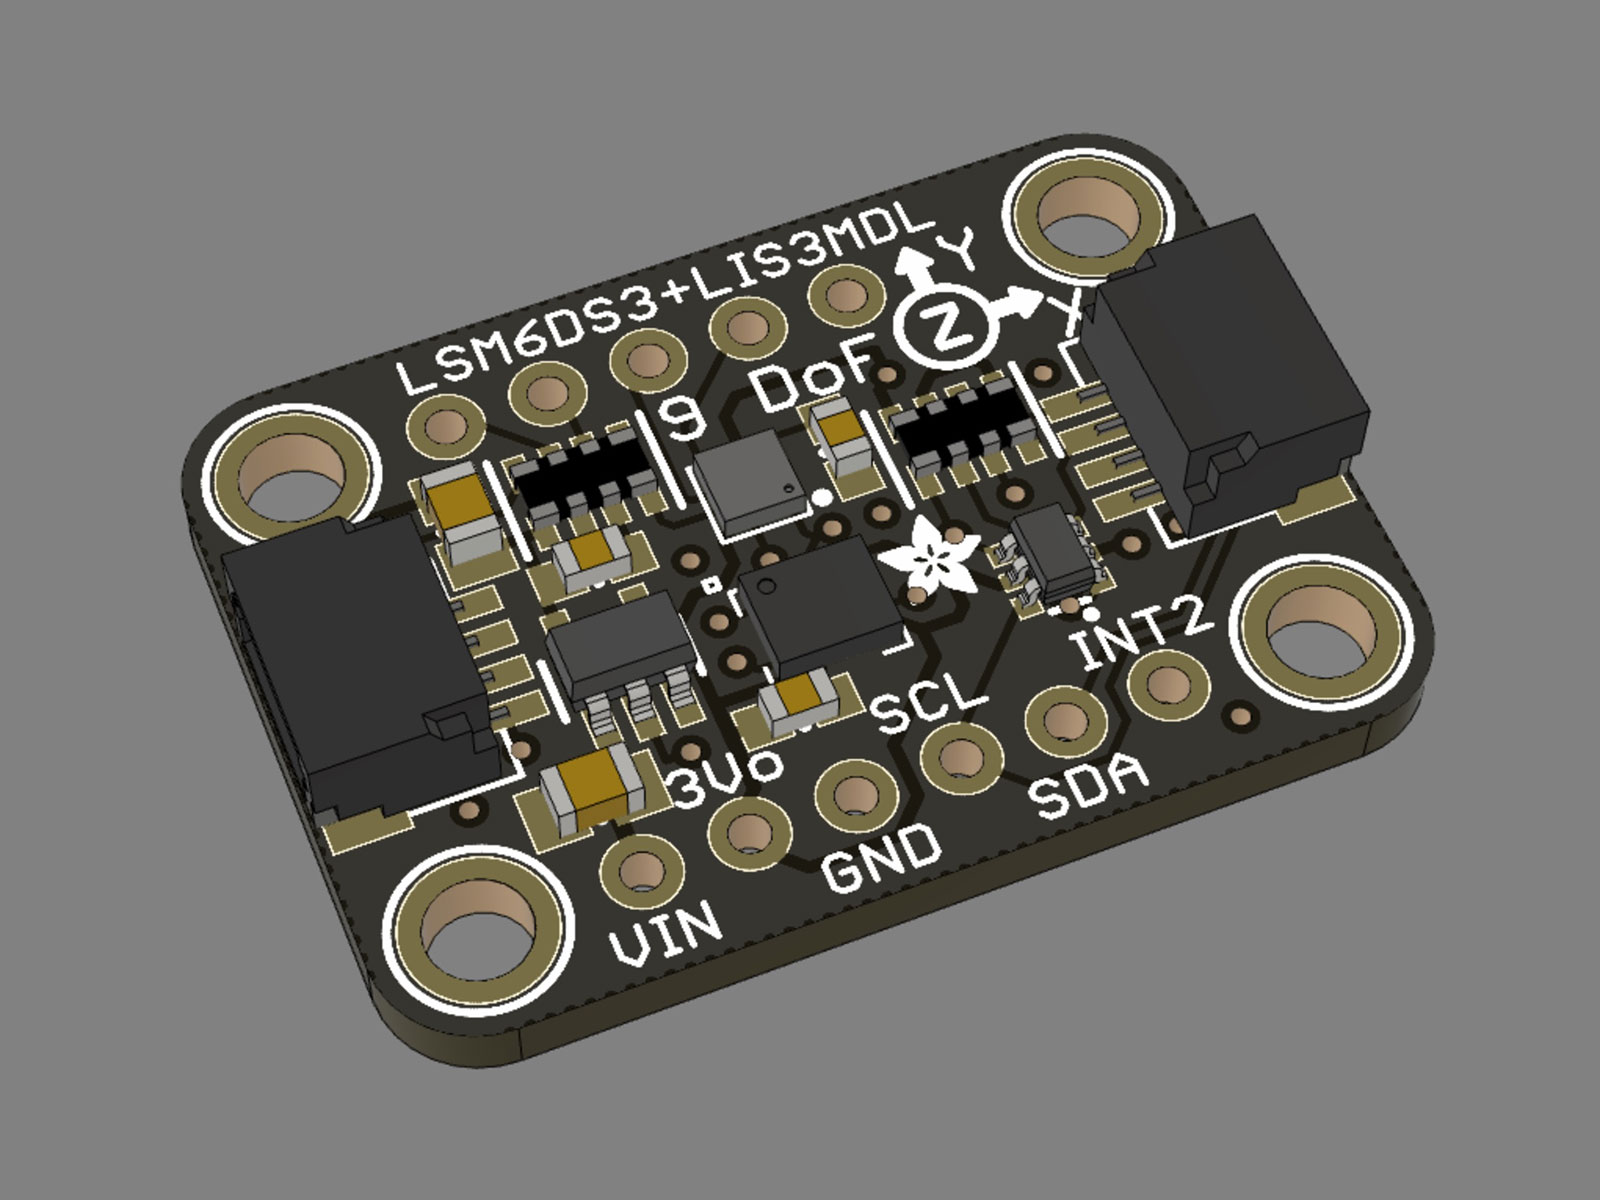 LSM6DS3+LIS3MDL
Y
Z
X
9 DoF
INT2
SCL
SDA
3Vo
GND
VIN